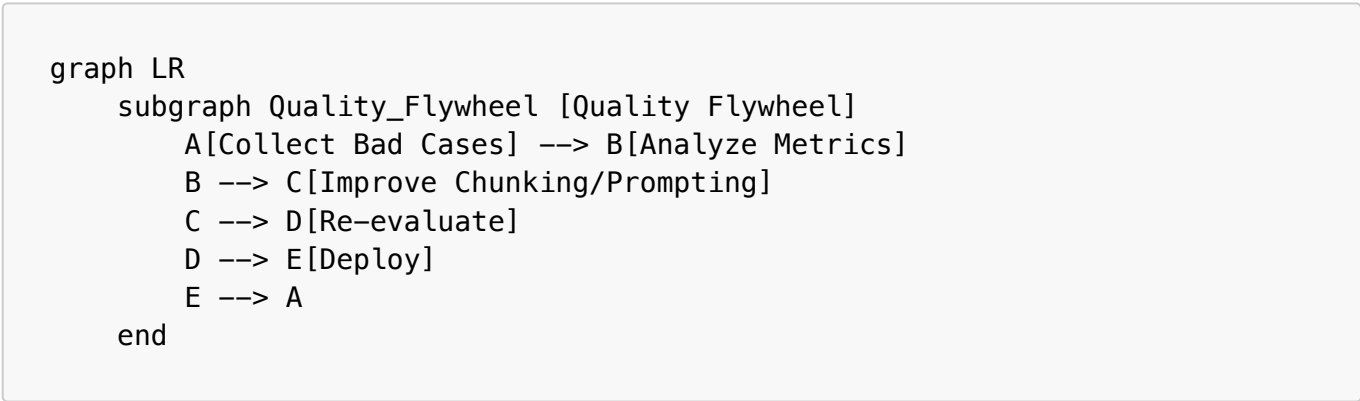 graph LR
    subgraph Quality_Flywheel [Quality Flywheel]
        A[Collect Bad Cases] --> B[Analyze Metrics]
        B --> C[Improve Chunking/Prompting]
        C --> D[Re-evaluate]
        D --> E[Deploy]
        E --> A
    end